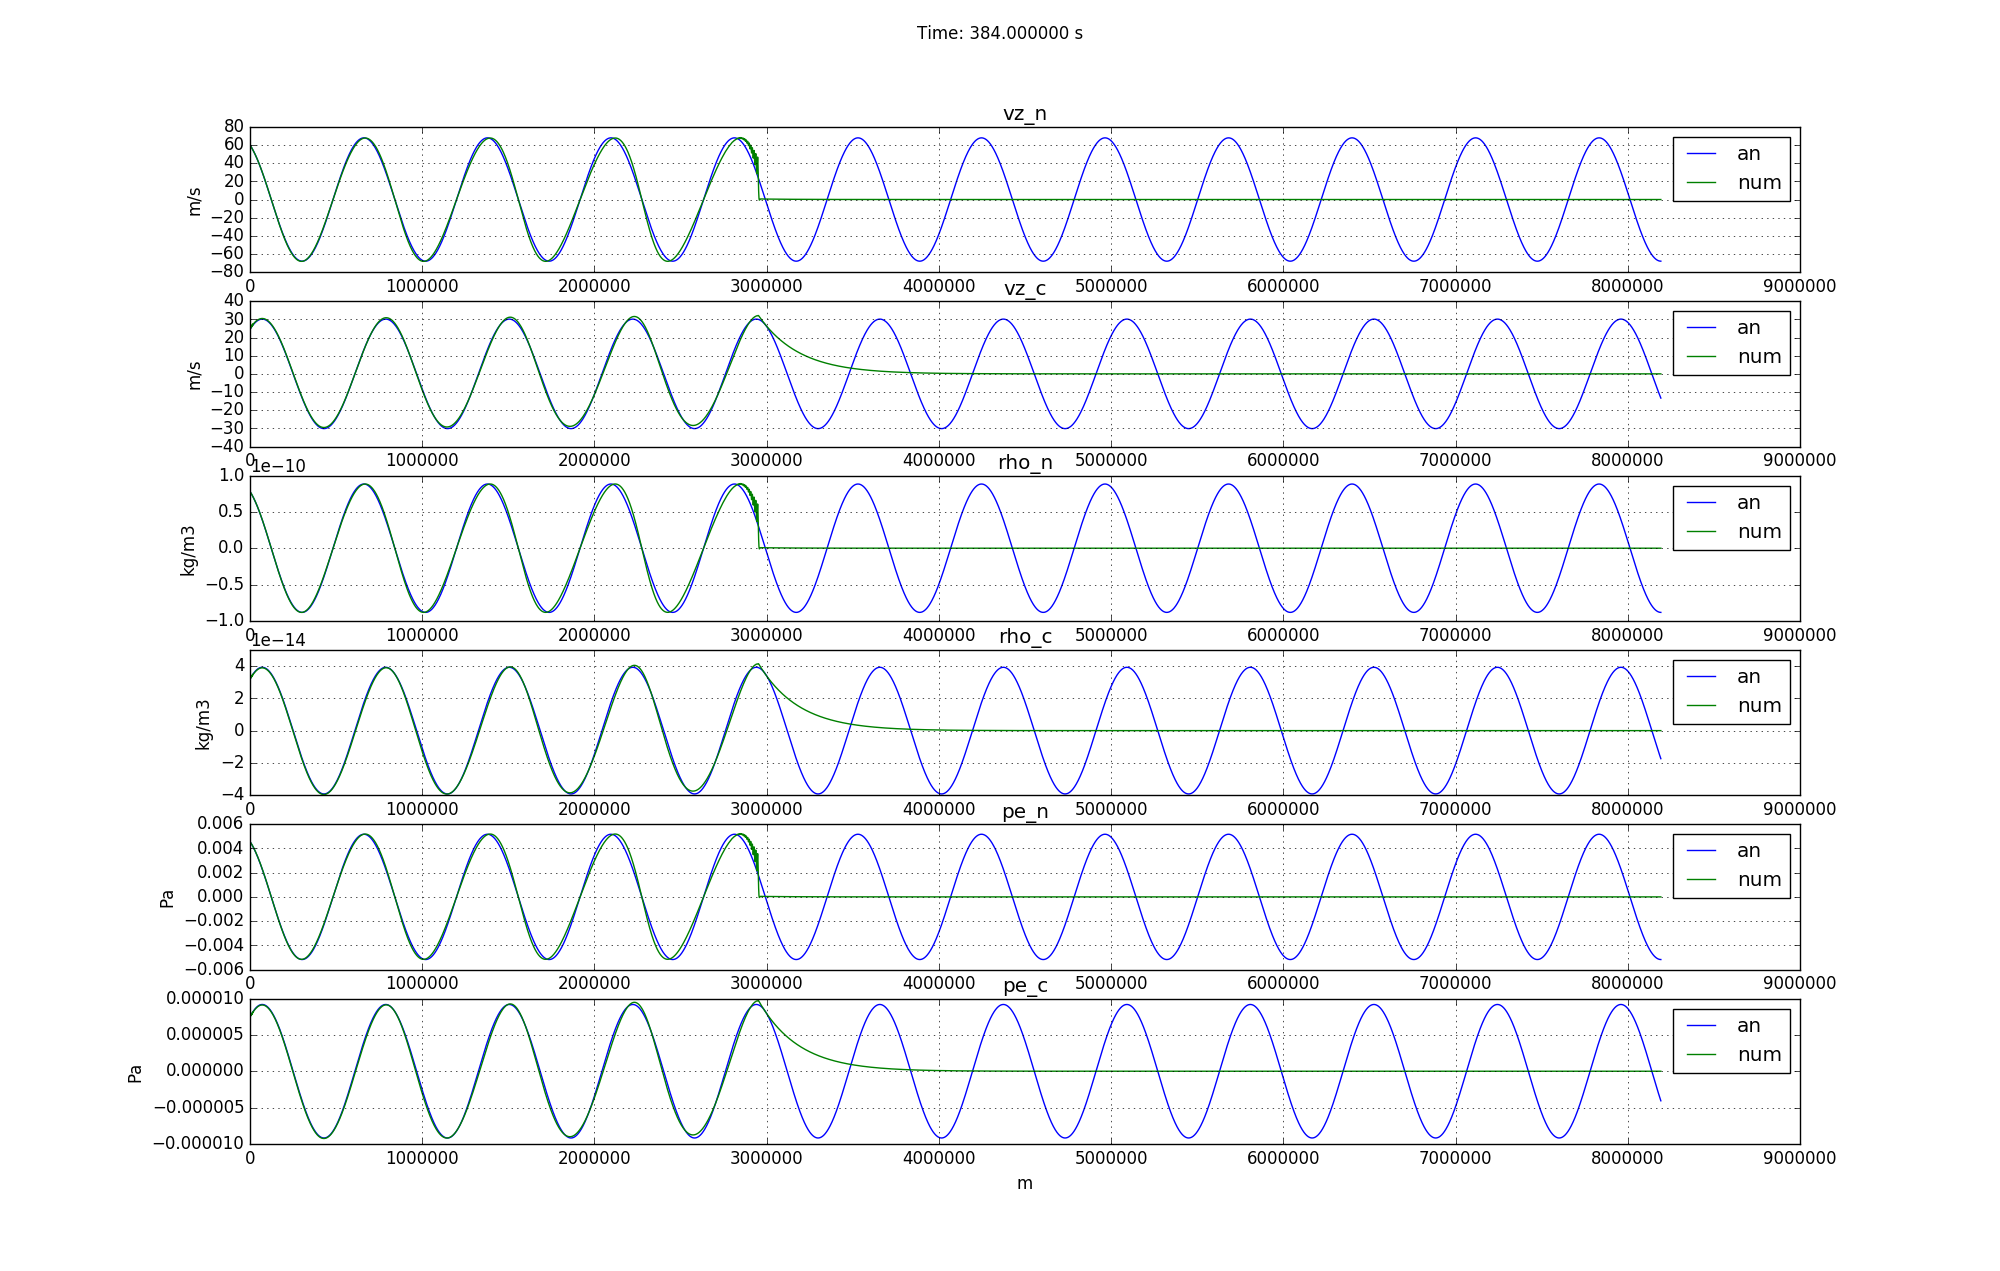 Time: 384.000000 s
vz_n
80
60
40
20
0
−20
−40
−60
−80
m/s
an
num
0 1000000 2000000 3000000 4000000 5000000 6000000 7000000 8000000 9000000
vz_c
40
30
20
10
0
−10
−20
−30
−40
m/s
an
num
0 1000000 2000000 3000000 4000000 5000000 6000000 7000000 8000000 9000000
1e−10
rho_n
1.0
0.5
0.0
−0.5
−1.0
kg/m3
an
num
0 1000000 2000000 3000000 4000000 5000000 6000000 7000000 8000000 9000000
1e−14
rho_c
4
2
0
−2
−4
kg/m3
an
num
0 1000000 2000000 3000000 4000000 5000000 6000000 7000000 8000000 9000000
pe_n
0.006
0.004
0.002
0.000
−0.002
−0.004
−0.006
Pa
an
num
0 1000000 2000000 3000000 4000000 5000000 6000000 7000000 8000000 9000000
pe_c
0.000010
0.000005
0.000000
−0.000005
−0.000010
Pa
an
num
0 1000000 2000000 3000000 4000000 5000000 6000000 7000000 8000000 9000000
m